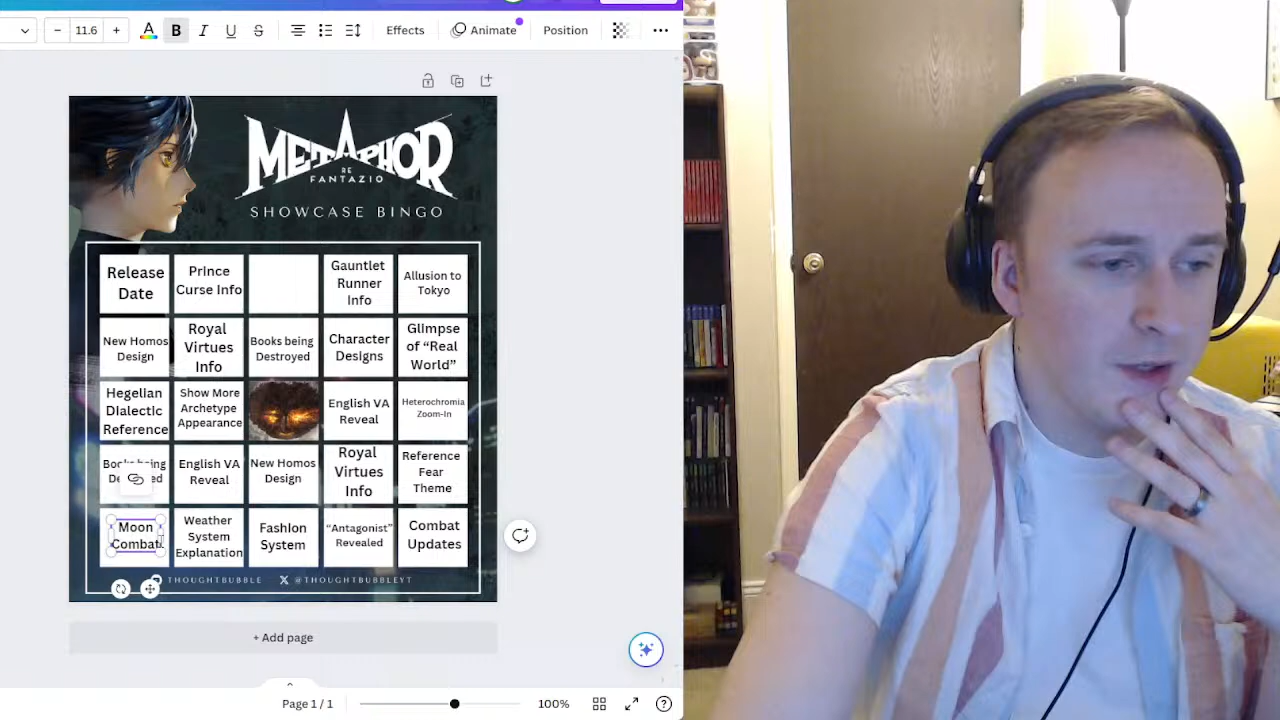 11.6
A
B
I
U
S
Effects
Animate
Position
METAPHOR
RE
FANTAZIO
SHOWCASE BINGO
Release
Date
Prince
Curse Info
Gauntlet
Runner
Info
Allusion to
Tokyo
New Homos
Design
Royal
Virtues
Info
Books being
Destroyed
Character
Designs
Glimpse
of “Real
World”
Hegelian
Dialectic
Reference
Show More
Archetype
Appearance
English VA
Reveal
Heterochromia
Zoom-In
English VA
Reveal
New Homos
Design
Royal
Virtues
Info
Reference
Fear
Theme
Moon
Combat
Weather
System
Explanation
Fashion
System
“Antagonist”
Revealed
Combat
Updates
THOUGHTBUBBLE
@THOUGHTBUBBLEYT
+ Add page
Page 1 / 1
100%